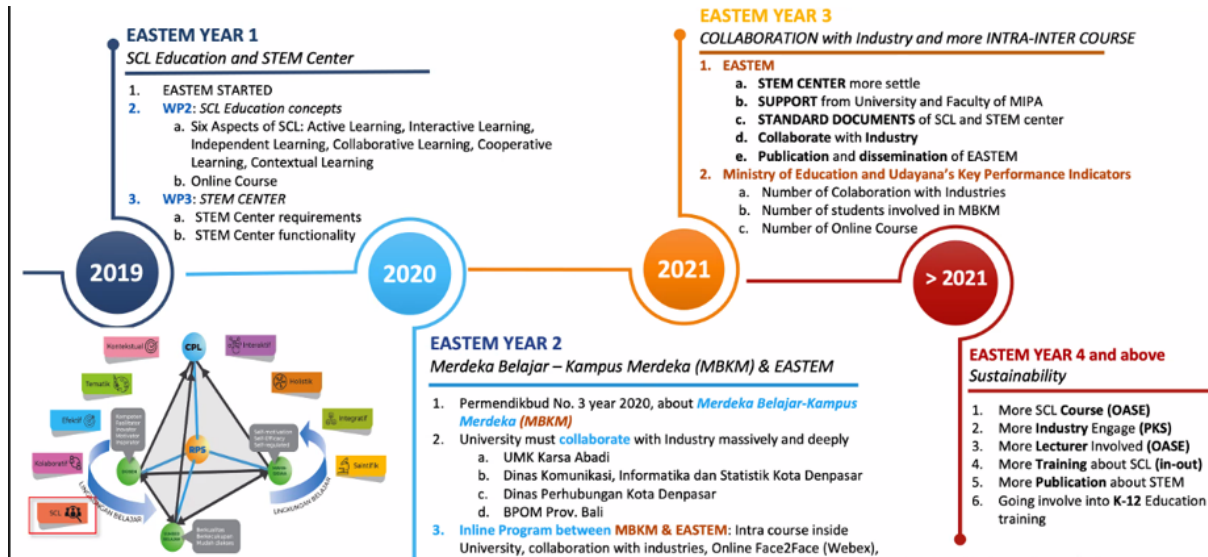 EASTEM YEAR 1
SCL Education and STEM Center
1. EASTEM STARTED
2. WP2: SCL Education concepts
a. Six Aspects of SCL: Active Learning, Interactive Learning,
Independent Learning, Collaborative Learning, Cooperative
Learning, Contextual Learning
b. Online Course
3. WP3: STEM CENTER
a. STEM Center requirements
b. STEM Center functionality
EASTEM YEAR 3
COLLABORATION with Industry and more INTRA-INTER COURSE
1. EASTEM
a. STEM CENTER more settle
b. SUPPORT from University and Faculty of MIPA
c. STANDARD DOCUMENTS of SCL and STEM center
d. Collaborate with Industry
e. Publication and dissemination of EASTEM
2. Ministry of Education and Udayana's Key Performance Indicators
a. Number of Colaboration with Industries
b. Number of students involved in MBKM
c. Number of Online Course
2019
2020
2021
> 2021
Kontekstual
CPL
Interaktif
Tematik
Holistik
Efektif
Integratif
Kolaboratif
Saintifik
SCL
RPS
LINGKUNGAN BELAJAR
LINGKUNGAN BELAJAR
EASTEM YEAR 2
Merdeka Belajar – Kampus Merdeka (MBKM) & EASTEM
1. Permendikbud No. 3 year 2020, about Merdeka Belajar-Kampus
Merdeka (MBKM)
2. University must collaborate with Industry massively and deeply
a. UMK Karsa Abadi
b. Dinas Komunikasi, Informatika dan Statistik Kota Denpasar
c. Dinas Perhubungan Kota Denpasar
d. BPOM Prov. Bali
3. Inline Program between MBKM & EASTEM: Intra course inside
University, collaboration with industries, Online Face2Face (Webex),
EASTEM YEAR 4 and above
Sustainability
1. More SCL Course (OASE)
2. More Industry Engage (PKS)
3. More Lecturer Involved (OASE)
4. More Training about SCL (in-out)
5. More Publication about STEM
6. Going involve into K-12 Education
training